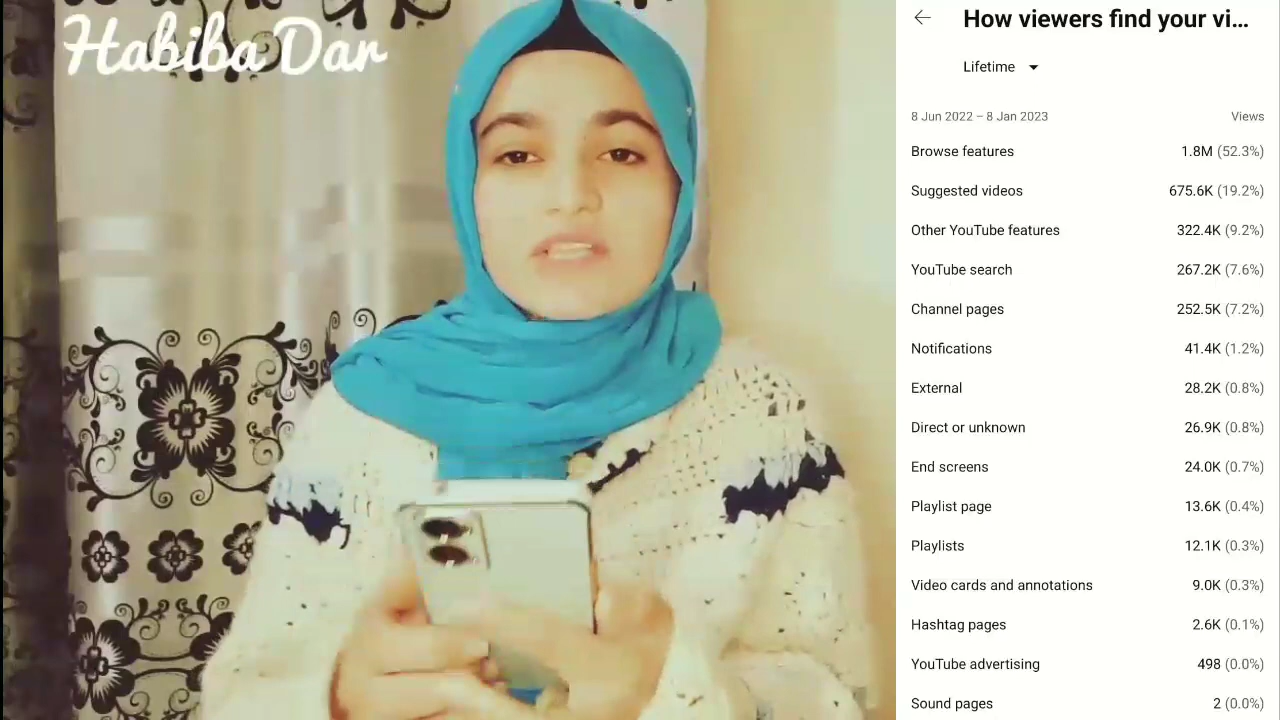 Habiba Dar
How viewers find your vi...
Lifetime
8 Jun 2022 – 8 Jan 2023 Views
Browse features 1.8M (52.3%)
Suggested videos 675.6K (19.2%)
Other YouTube features 322.4K (9.2%)
YouTube search 267.2K (7.6%)
Channel pages 252.5K (7.2%)
Notifications 41.4K (1.2%)
External 28.2K (0.8%)
Direct or unknown 26.9K (0.8%)
End screens 24.0K (0.7%)
Playlist page 13.6K (0.4%)
Playlists 12.1K (0.3%)
Video cards and annotations 9.0K (0.3%)
Hashtag pages 2.6K (0.1%)
YouTube advertising 498 (0.0%)
Sound pages 2 (0.0%)